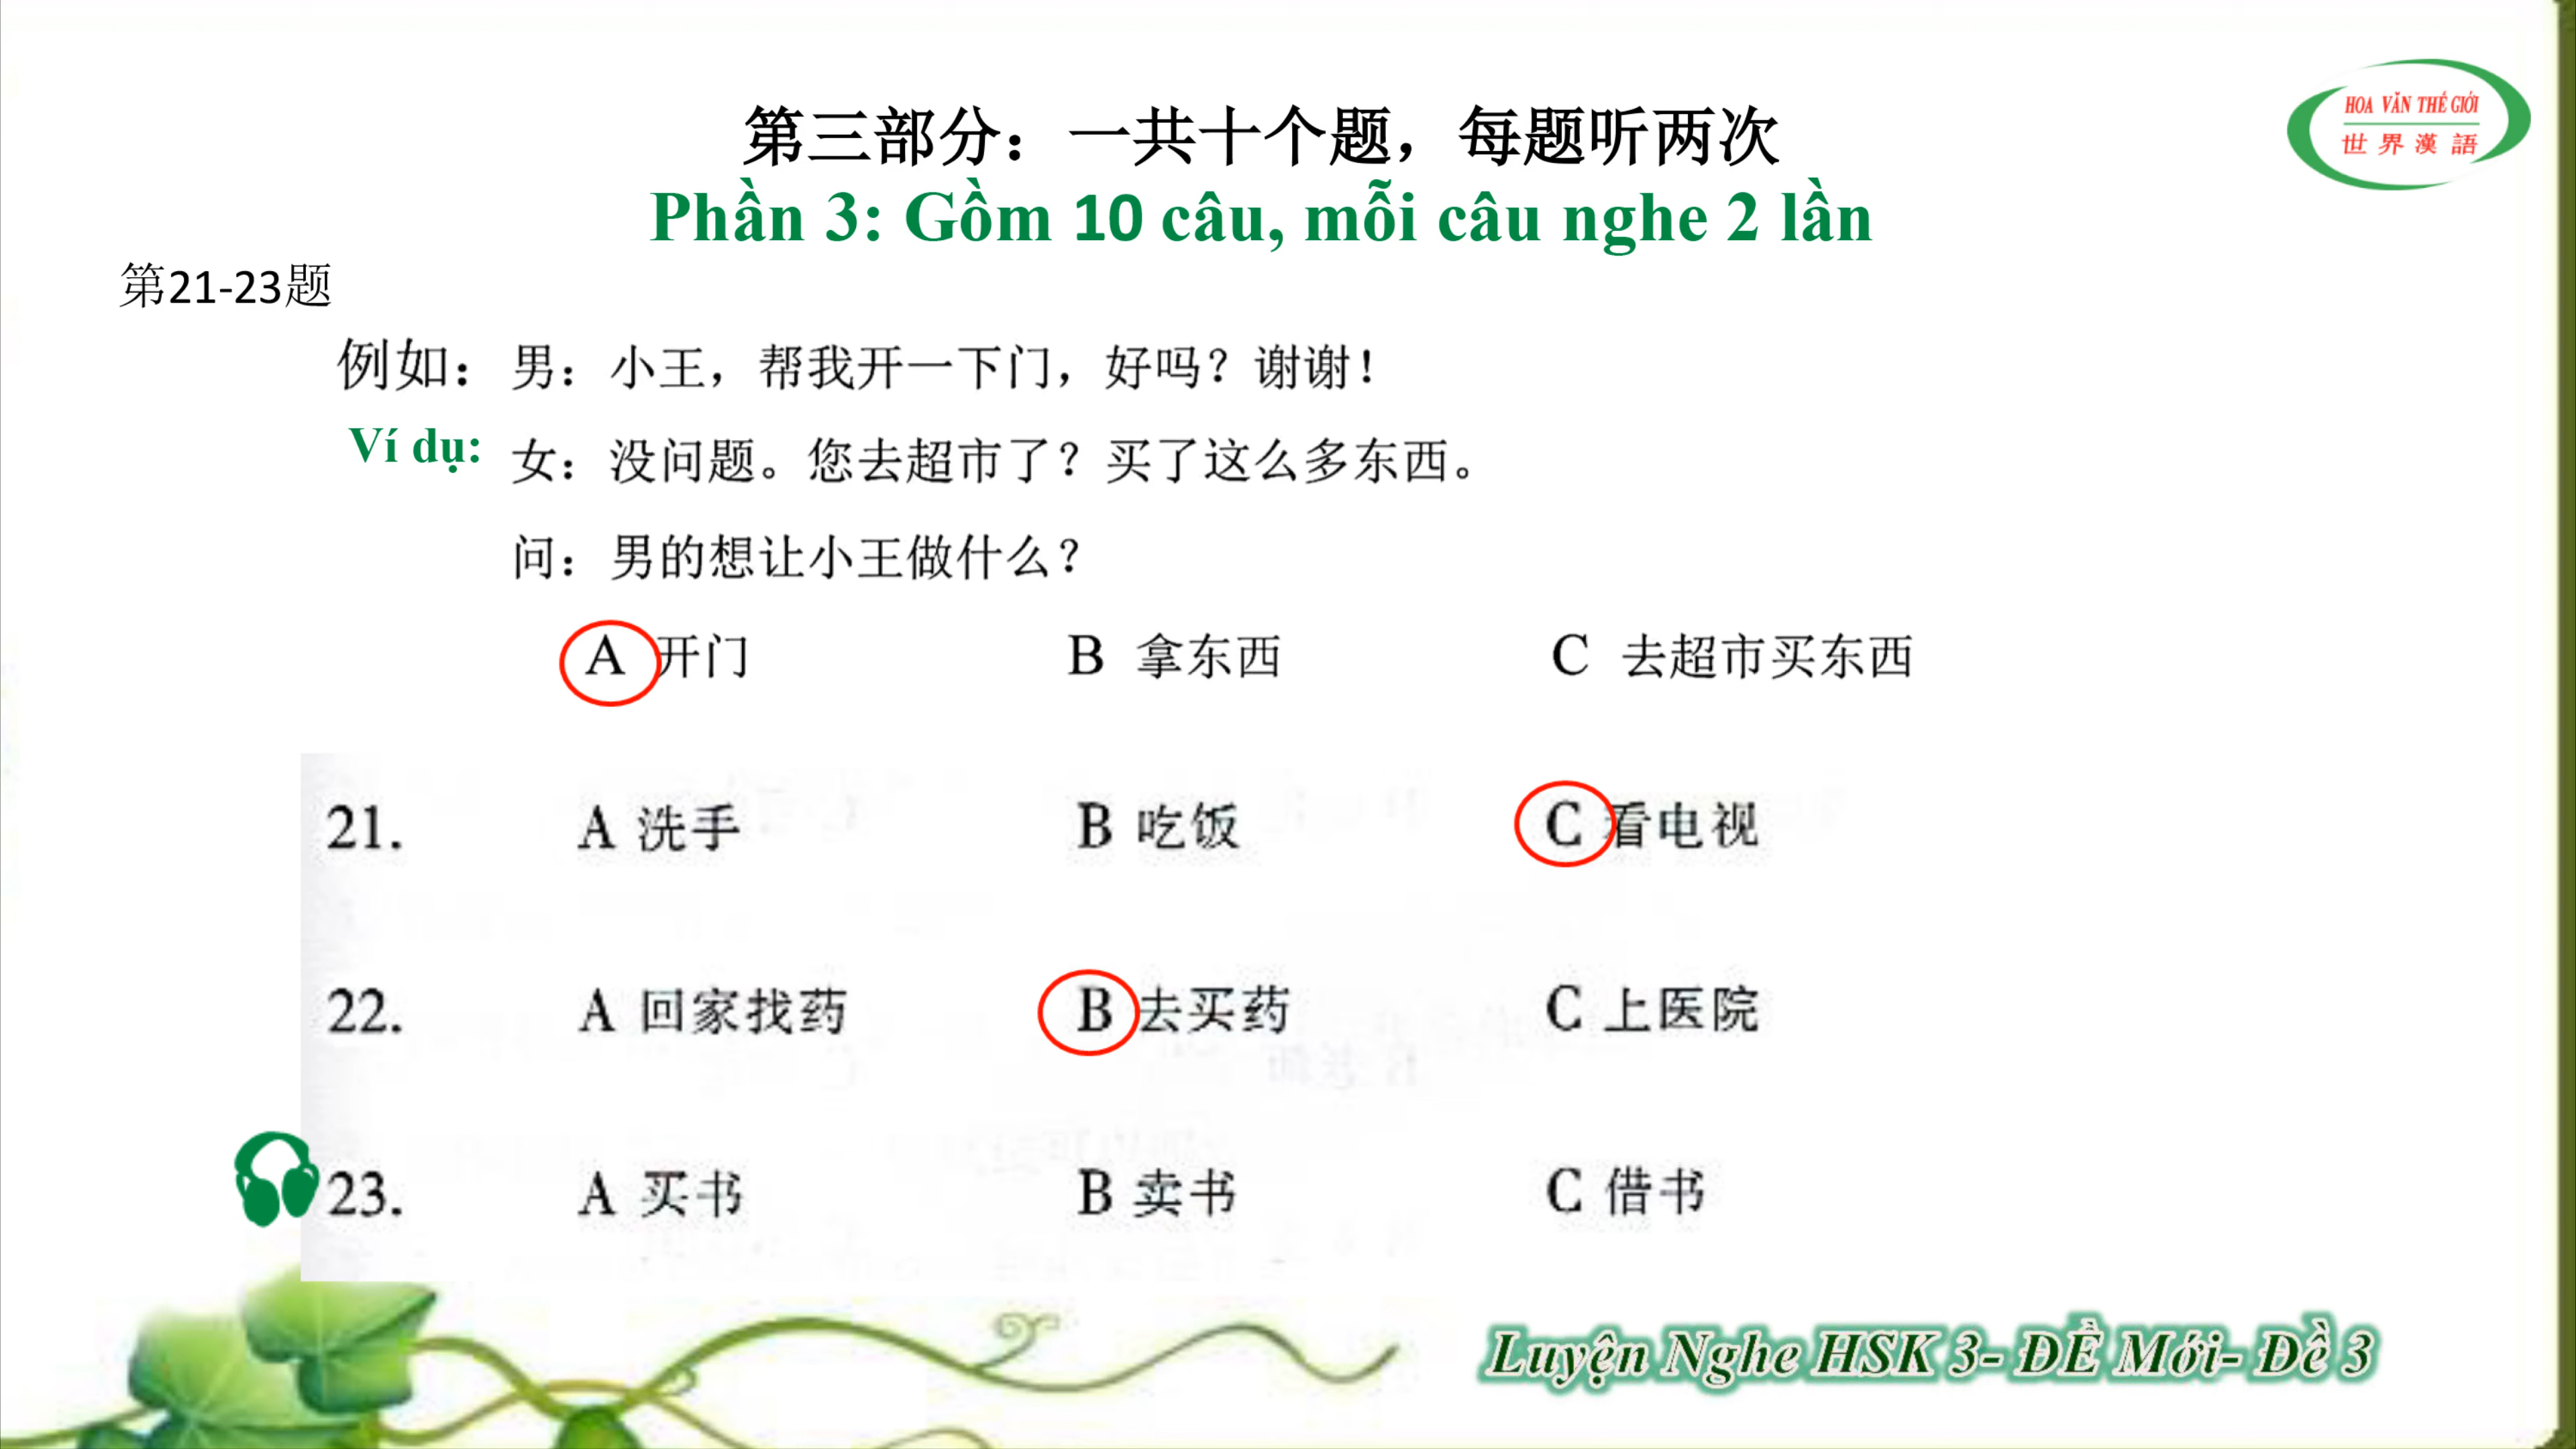 HOA VĂN THẾ GIỚI
世界漢語
第三部分：一共十个题，每题听两次
Phần 3: Gồm 10 câu, mỗi câu nghe 2 lần
第21-23题
例如：男：小王，帮我开一下门，好吗？谢谢！
Ví dụ: 女：没问题。您去超市了？买了这么多东西。
问：男的想让小王做什么？
A 开门 B 拿东西 C 去超市买东西
21. A 洗手 B 吃饭 C 看电视
22. A 回家找药 B 去买药 C 上医院
23. A 买书 B 卖书 C 借书
Luyện Nghe HSK 3- ĐỀ Mới- Đề 3